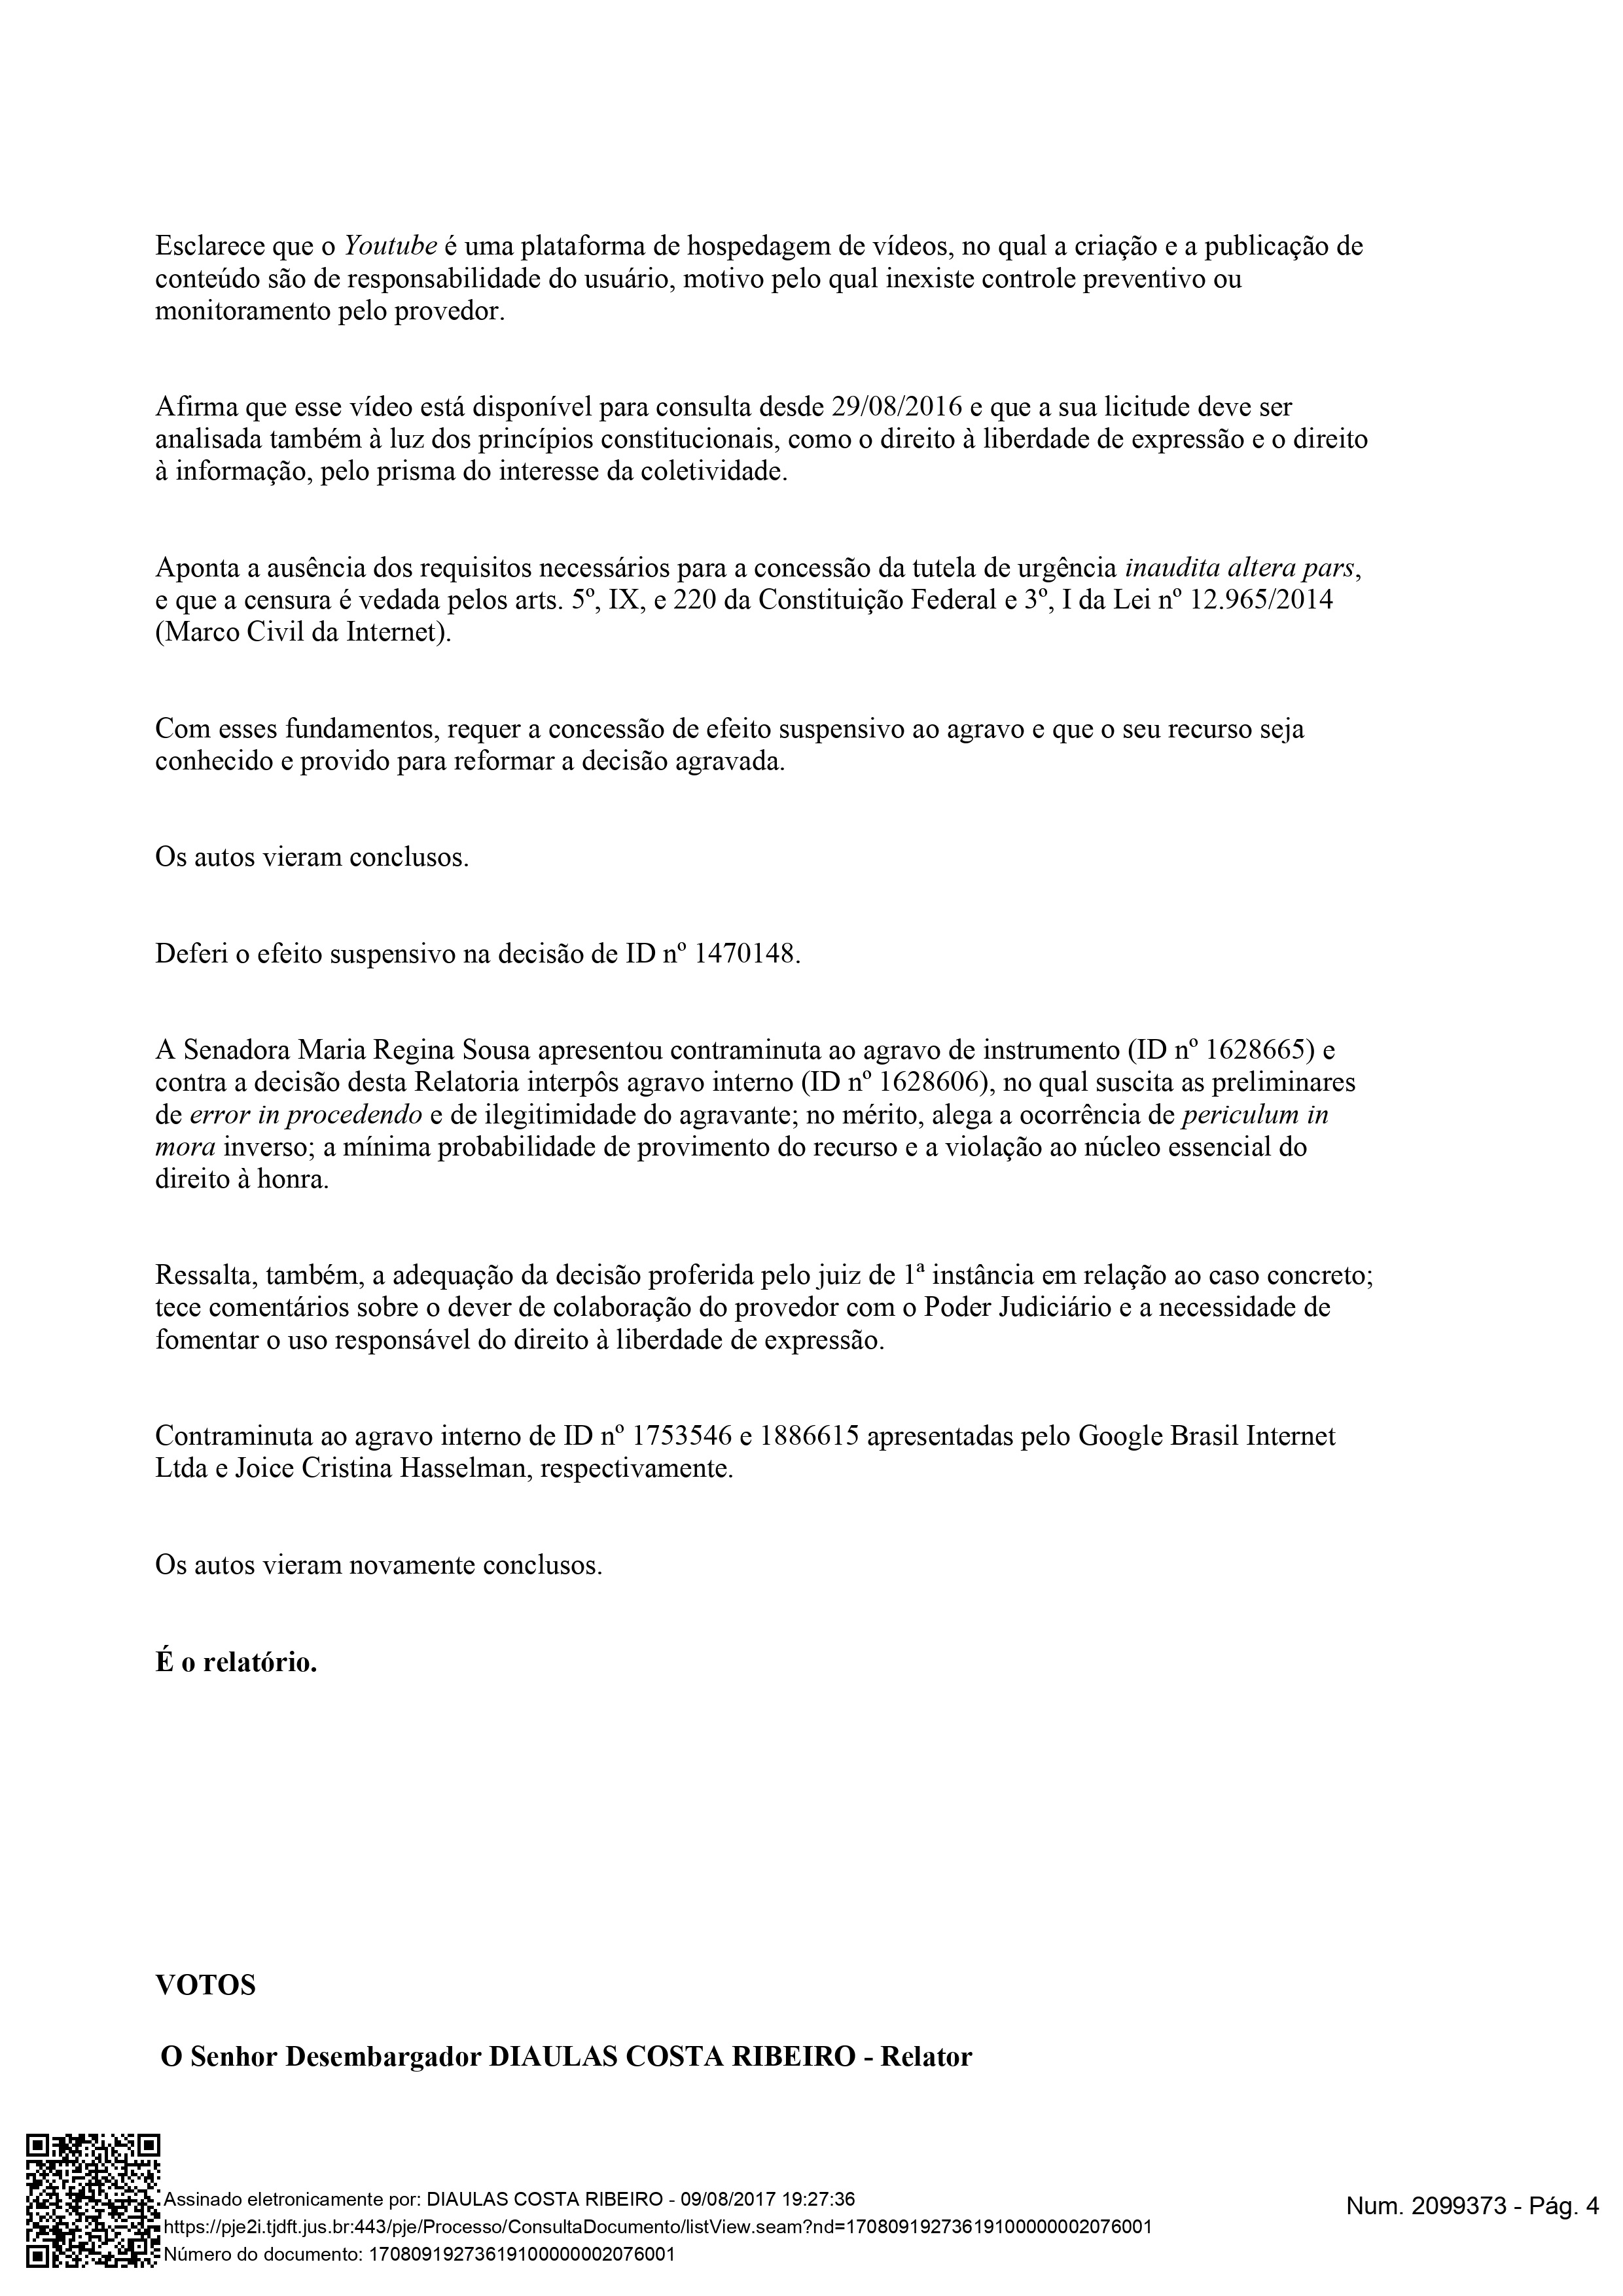 Esclarece que o Youtube é uma plataforma de hospedagem de vídeos, no qual a criação e a publicação de
conteúdo são de responsabilidade do usuário, motivo pelo qual inexiste controle preventivo ou
monitoramento pelo provedor.
Afirma que esse vídeo está disponível para consulta desde 29/08/2016 e que a sua licitude deve ser
analisada também à luz dos princípios constitucionais, como o direito à liberdade de expressão e o direito
à informação, pelo prisma do interesse da coletividade.
Aponta a ausência dos requisitos necessários para a concessão da tutela de urgência inaudita altera pars,
e que a censura é vedada pelos arts. 5º, IX, e 220 da Constituição Federal e 3º, I da Lei nº 12.965/2014
(Marco Civil da Internet).
Com esses fundamentos, requer a concessão de efeito suspensivo ao agravo e que o seu recurso seja
conhecido e provido para reformar a decisão agravada.
Os autos vieram conclusos.
Deferi o efeito suspensivo na decisão de ID nº 1470148.
A Senadora Maria Regina Sousa apresentou contraminuta ao agravo de instrumento (ID nº 1628665) e
contra a decisão desta Relatoria interpôs agravo interno (ID nº 1628606), no qual suscita as preliminares
de error in procedendo e de ilegitimidade do agravante; no mérito, alega a ocorrência de periculum in
mora inverso; a mínima probabilidade de provimento do recurso e a violação ao núcleo essencial do
direito à honra.
Ressalta, também, a adequação da decisão proferida pelo juiz de 1ª instância em relação ao caso concreto;
tece comentários sobre o dever de colaboração do provedor com o Poder Judiciário e a necessidade de
fomentar o uso responsável do direito à liberdade de expressão.
Contraminuta ao agravo interno de ID nº 1753546 e 1886615 apresentadas pelo Google Brasil Internet
Ltda e Joice Cristina Hasselman, respectivamente.
Os autos vieram novamente conclusos.
É o relatório.
VOTOS
O Senhor Desembargador DIAULAS COSTA RIBEIRO - Relator
Assinado eletronicamente por: DIAULAS COSTA RIBEIRO - 09/08/2017 19:27:36
https://pje2i.tjdft.jus.br:443/pje/Processo/ConsultaDocumento/listView.seam?nd=17080919273619100000002076001
Número do documento: 17080919273619100000002076001
Num. 2099373 - Pág. 4